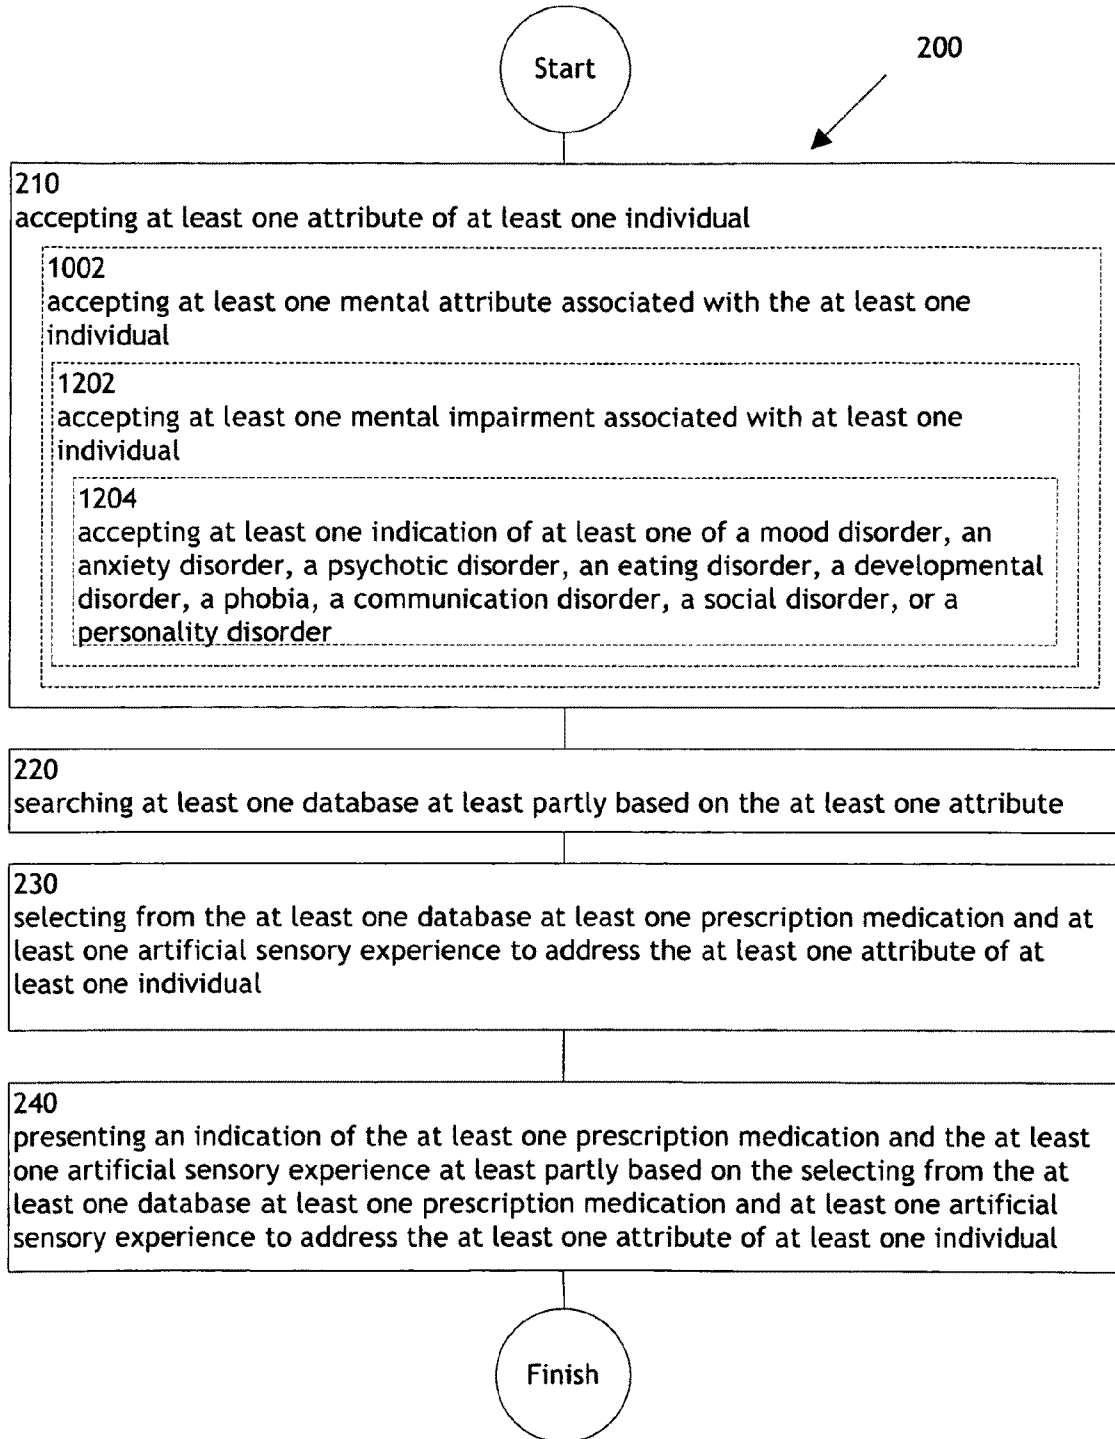 Start
200
210
accepting at least one attribute of at least one individual
1002
accepting at least one mental attribute associated with the at least one
individual
1202
accepting at least one mental impairment associated with at least one
individual
1204
accepting at least one indication of at least one of a mood disorder, an
anxiety disorder, a psychotic disorder, an eating disorder, a developmental
disorder, a phobia, a communication disorder, a social disorder, or a
personality disorder
220
searching at least one database at least partly based on the at least one attribute
230
selecting from the at least one database at least one prescription medication and at
least one artificial sensory experience to address the at least one attribute of at
least one individual
240
presenting an indication of the at least one prescription medication and the at least
one artificial sensory experience at least partly based on the selecting from the at
least one database at least one prescription medication and at least one artificial
sensory experience to address the at least one attribute of at least one individual
Finish